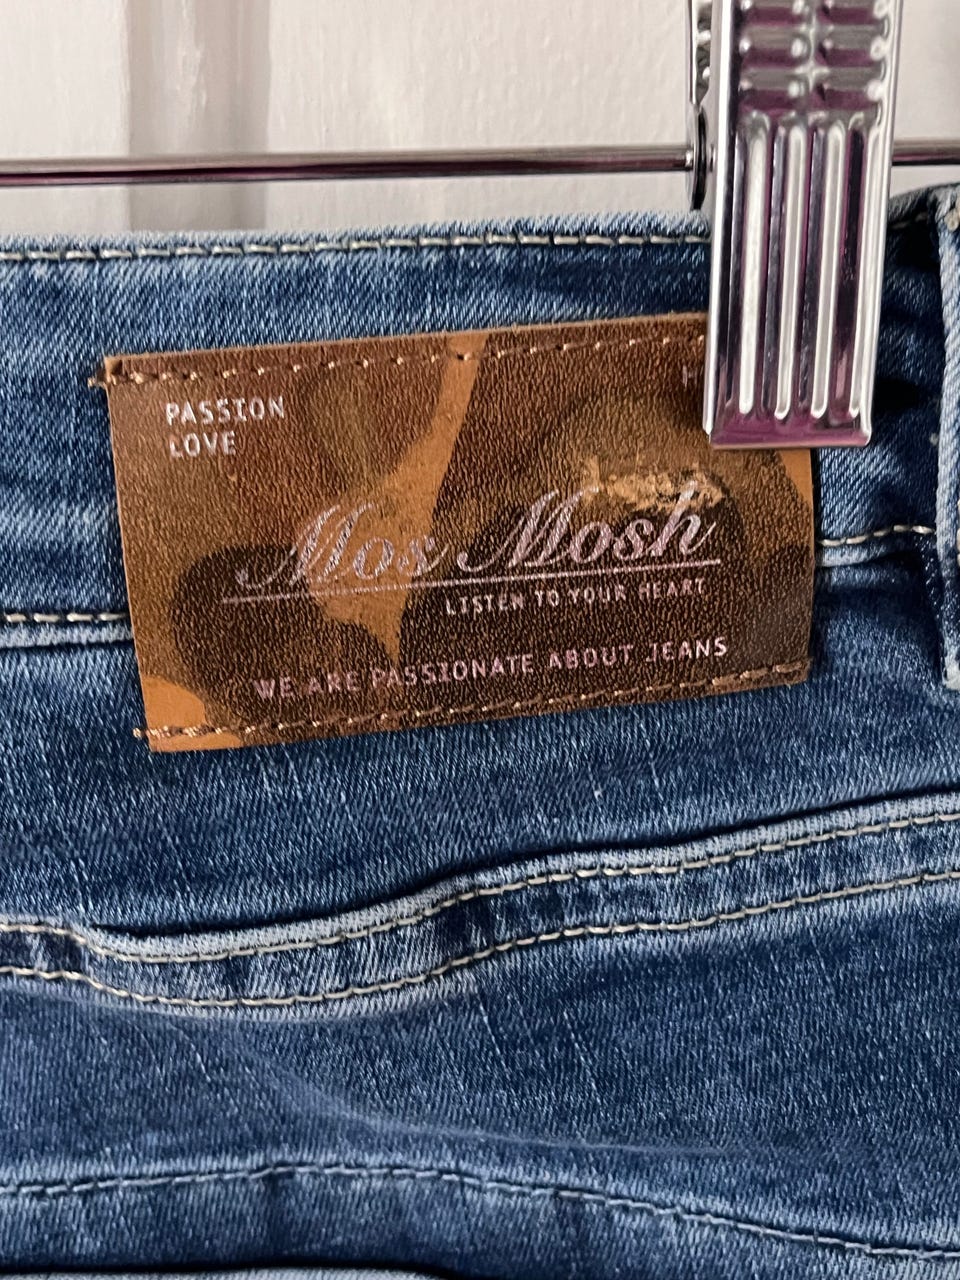 PASSION
LOVE
Mos Mosh
LISTEN TO YOUR HEART
WE ARE PASSIONATE ABOUT JEANS